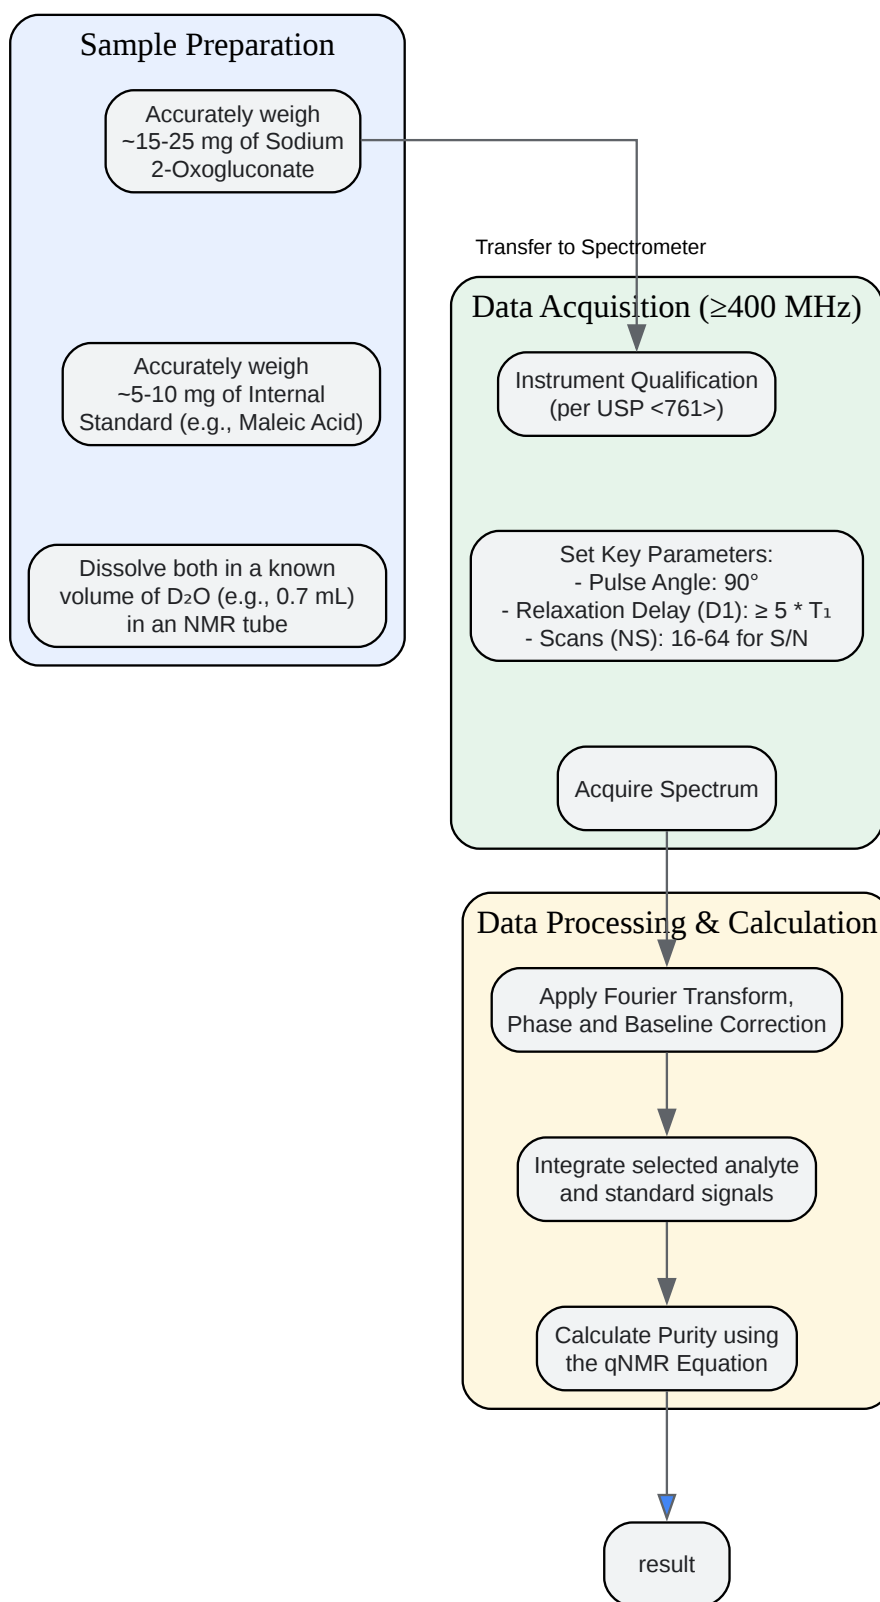 Sample Preparation
Accurately weigh
~15-25 mg of Sodium
2-Oxogluconate
Accurately weigh
~5-10 mg of Internal
Standard (e.g., Maleic Acid)
Dissolve both in a known
volume of D₂O (e.g., 0.7 mL)
in an NMR tube
Transfer to Spectrometer
Data Acquisition (≥400 MHz)
Instrument Qualification
(per USP <761>)
Set Key Parameters:
- Pulse Angle: 90°
- Relaxation Delay (D1): ≥ 5 * T₁
- Scans (NS): 16-64 for S/N
Acquire Spectrum
Data Processing & Calculation
Apply Fourier Transform,
Phase and Baseline Correction
Integrate selected analyte
and standard signals
Calculate Purity using
the qNMR Equation
result